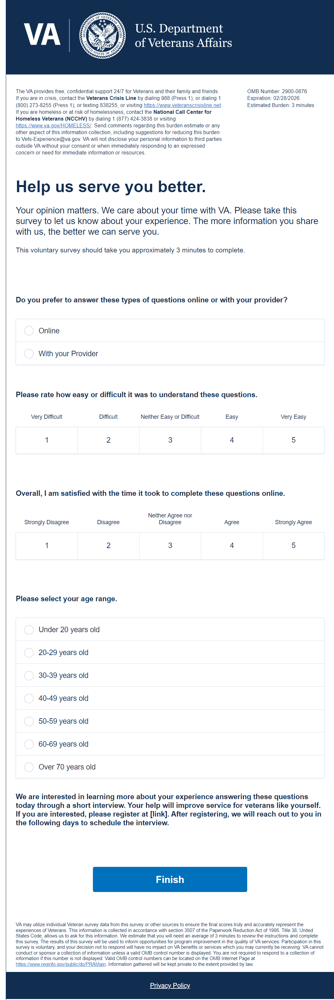 VA
DEPARTMENT OF VETERANS AFFAIRS
UNITED STATES OF AMERICA
U.S. Department
of Veterans Affairs
The VA provides free, confidential support 24/7 for Veterans and their family and friends.
If you are in crisis, contact the Veterans Crisis Line by dialing 988 (Press 1), or dialing 1
(800) 273-8255 (Press 1), or texting 838255, or visiting https://www.veteranscrisisline.net.
If you are homeless or at risk of homelessness, contact the National Call Center for
Homeless Veterans (NCCHV) by dialing 1 (877) 424-3838 or visiting
https://www.va.gov/HOMELESS/. Send comments regarding this burden estimate or any
other aspect of this information collection, including suggestions for reducing this burden
to Vets-Experience@va.gov. VA will not disclose your personal information to third parties
outside VA without your consent or when immediately responding to an expressed
concern or need for immediate information or resources.
OMB Number: 2900-0876
Expiration: 02/28/2026
Estimated Burden: 3 minutes
Help us serve you better.
Your opinion matters. We care about your time with VA. Please take this
survey to let us know about your experience. The more information you share
with us, the better we can serve you.
This voluntary survey should take you approximately 3 minutes to complete.
Do you prefer to answer these types of questions online or with your provider?
Online
With your Provider
Please rate how easy or difficult it was to understand these questions.
Very Difficult Difficult Neither Easy or Difficult Easy Very Easy
1 2 3 4 5
Overall, I am satisfied with the time it took to complete these questions online.
Strongly Disagree Disagree Neither Agree nor Disagree Agree Strongly Agree
1 2 3 4 5
Please select your age range.
Under 20 years old
20-29 years old
30-39 years old
40-49 years old
50-59 years old
60-69 years old
Over 70 years old
We are interested in learning more about your experience answering these questions
today through a short interview. Your help will improve service for veterans like yourself.
If you are interested, please register at [link]. After registering, we will reach out to you in
the following days to schedule the interview.
Finish
VA may utilize individual Veteran survey data from this survey or other sources to ensure the final scores truly and accurately represent the
experiences of Veterans. This information is collected in accordance with section 3507 of the Paperwork Reduction Act of 1995. Title 38, United
States Code, allows us to ask for this information. We estimate that you will need an average of 3 minutes to review the instructions and complete
this survey. The results of this survey will be used to inform opportunities for program improvement in the quality of VA services. Participation in this
survey is voluntary, and your decision not to respond will have no impact on VA benefits or services which you may currently be receiving. VA cannot
conduct or sponsor a collection of information unless a valid OMB control number is displayed. You are not required to respond to a collection of
information if this number is not displayed. Valid OMB control numbers can be located on the OMB Internet Page at
https://www.reginfo.gov/public/do/PRAMain. Information gathered will be kept private to the extent provided by law.
Privacy Policy